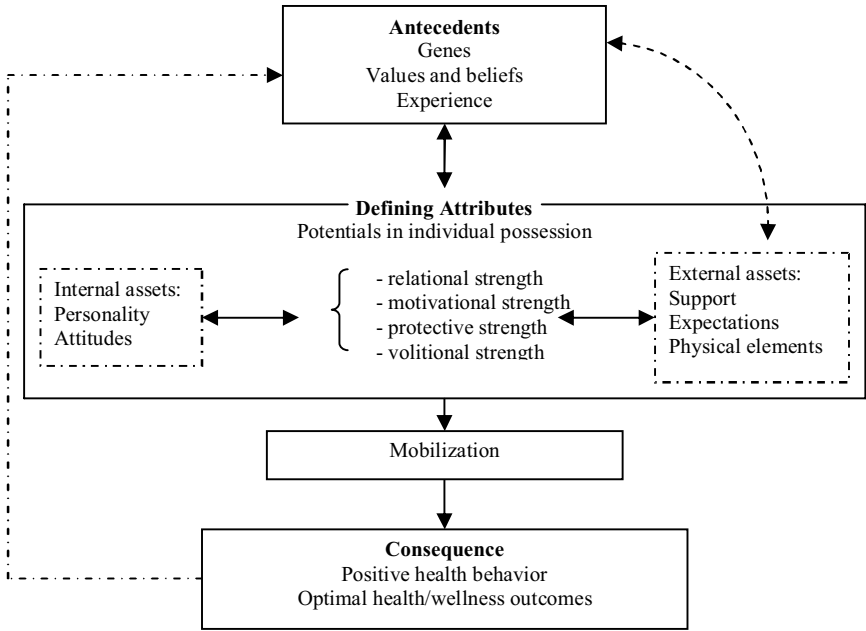 Antecedents
Genes
Values and beliefs
Experience
Defining Attributes
Potentials in individual possession
Internal assets:
Personality
Attitudes
- relational strength
- motivational strength
- protective strength
- volitional strength
External assets:
Support
Expectations
Physical elements
Mobilization
Consequence
Positive health behavior
Optimal health/wellness outcomes